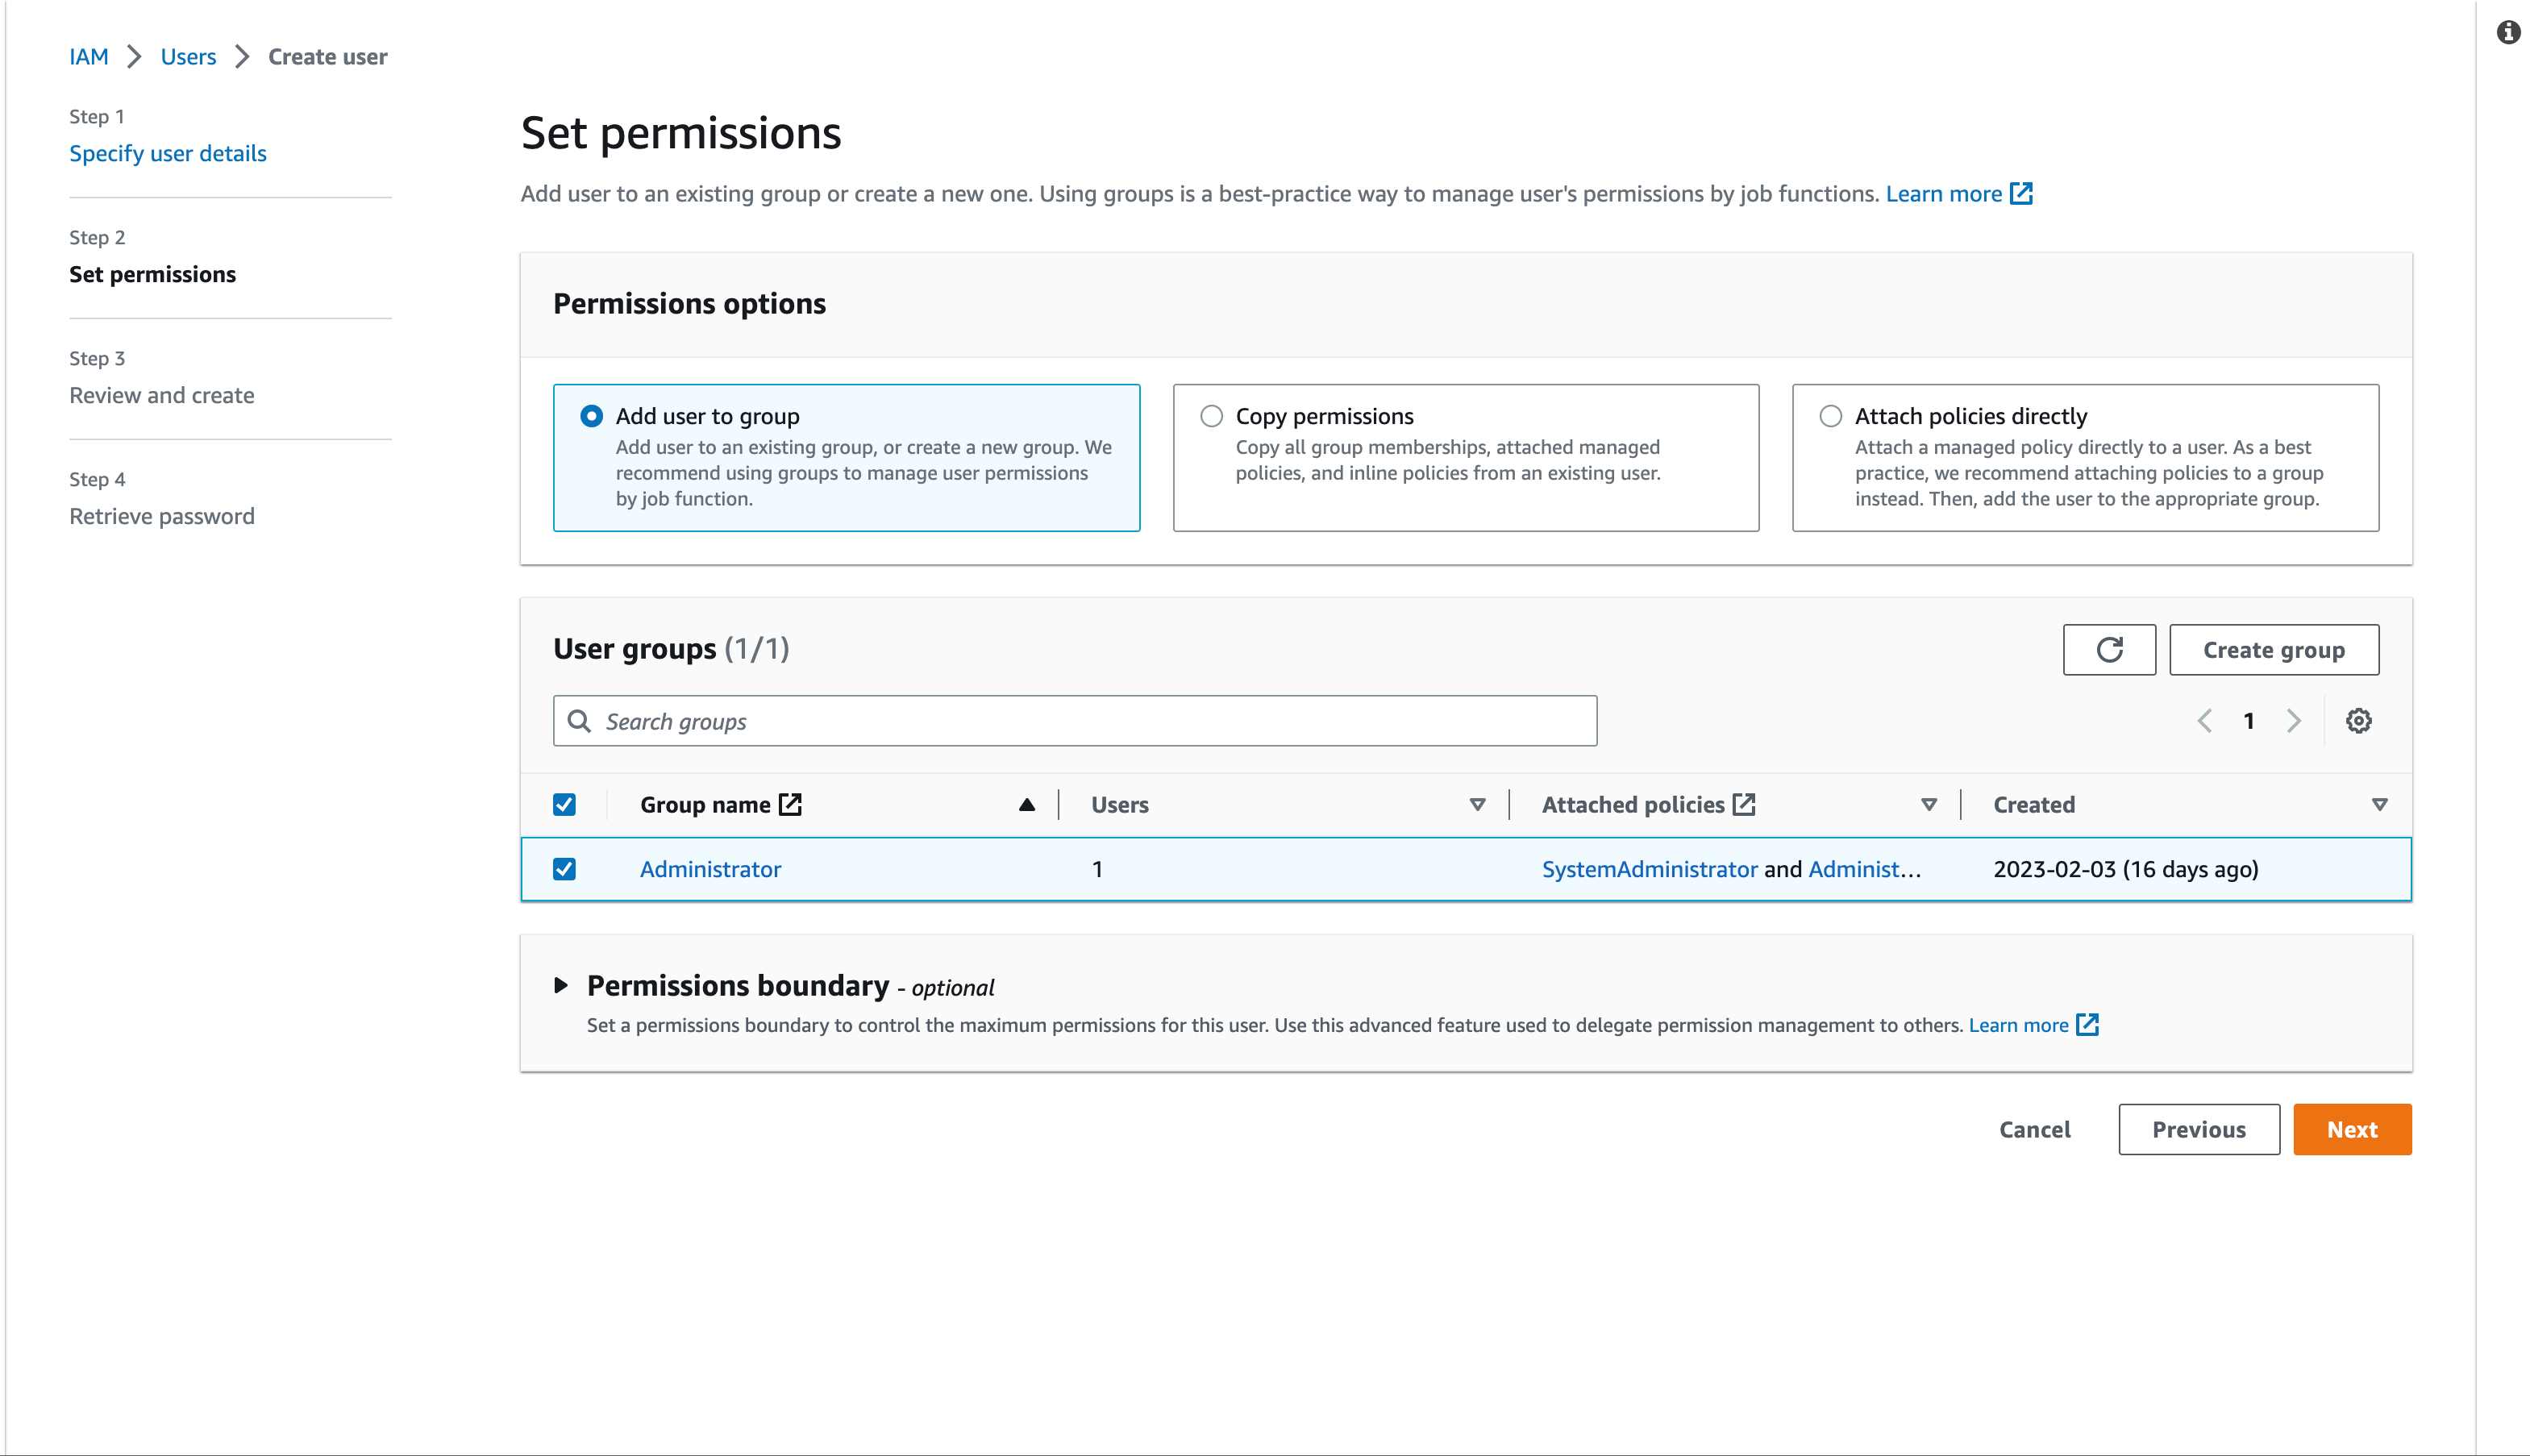 IAM > Users > Create user
Step 1
Specify user details
Step 2
Set permissions
Step 3
Review and create
Step 4
Retrieve password
Set permissions
Add user to an existing group or create a new one. Using groups is a best-practice way to manage user's permissions by job functions. Learn more
Permissions options
Add user to group
Add user to an existing group, or create a new group. We
recommend using groups to manage user permissions
by job function.
Copy permissions
Copy all group memberships, attached managed
policies, and inline policies from an existing user.
Attach policies directly
Attach a managed policy directly to a user. As a best
practice, we recommend attaching policies to a group
instead. Then, add the user to the appropriate group.
User groups (1/1)
Create group
Search groups
1
Group name Users Attached policies Created
Administrator 1 SystemAdministrator and Administ... 2023-02-03 (16 days ago)
Permissions boundary - optional
Set a permissions boundary to control the maximum permissions for this user. Use this advanced feature used to delegate permission management to others. Learn more
Cancel Previous Next